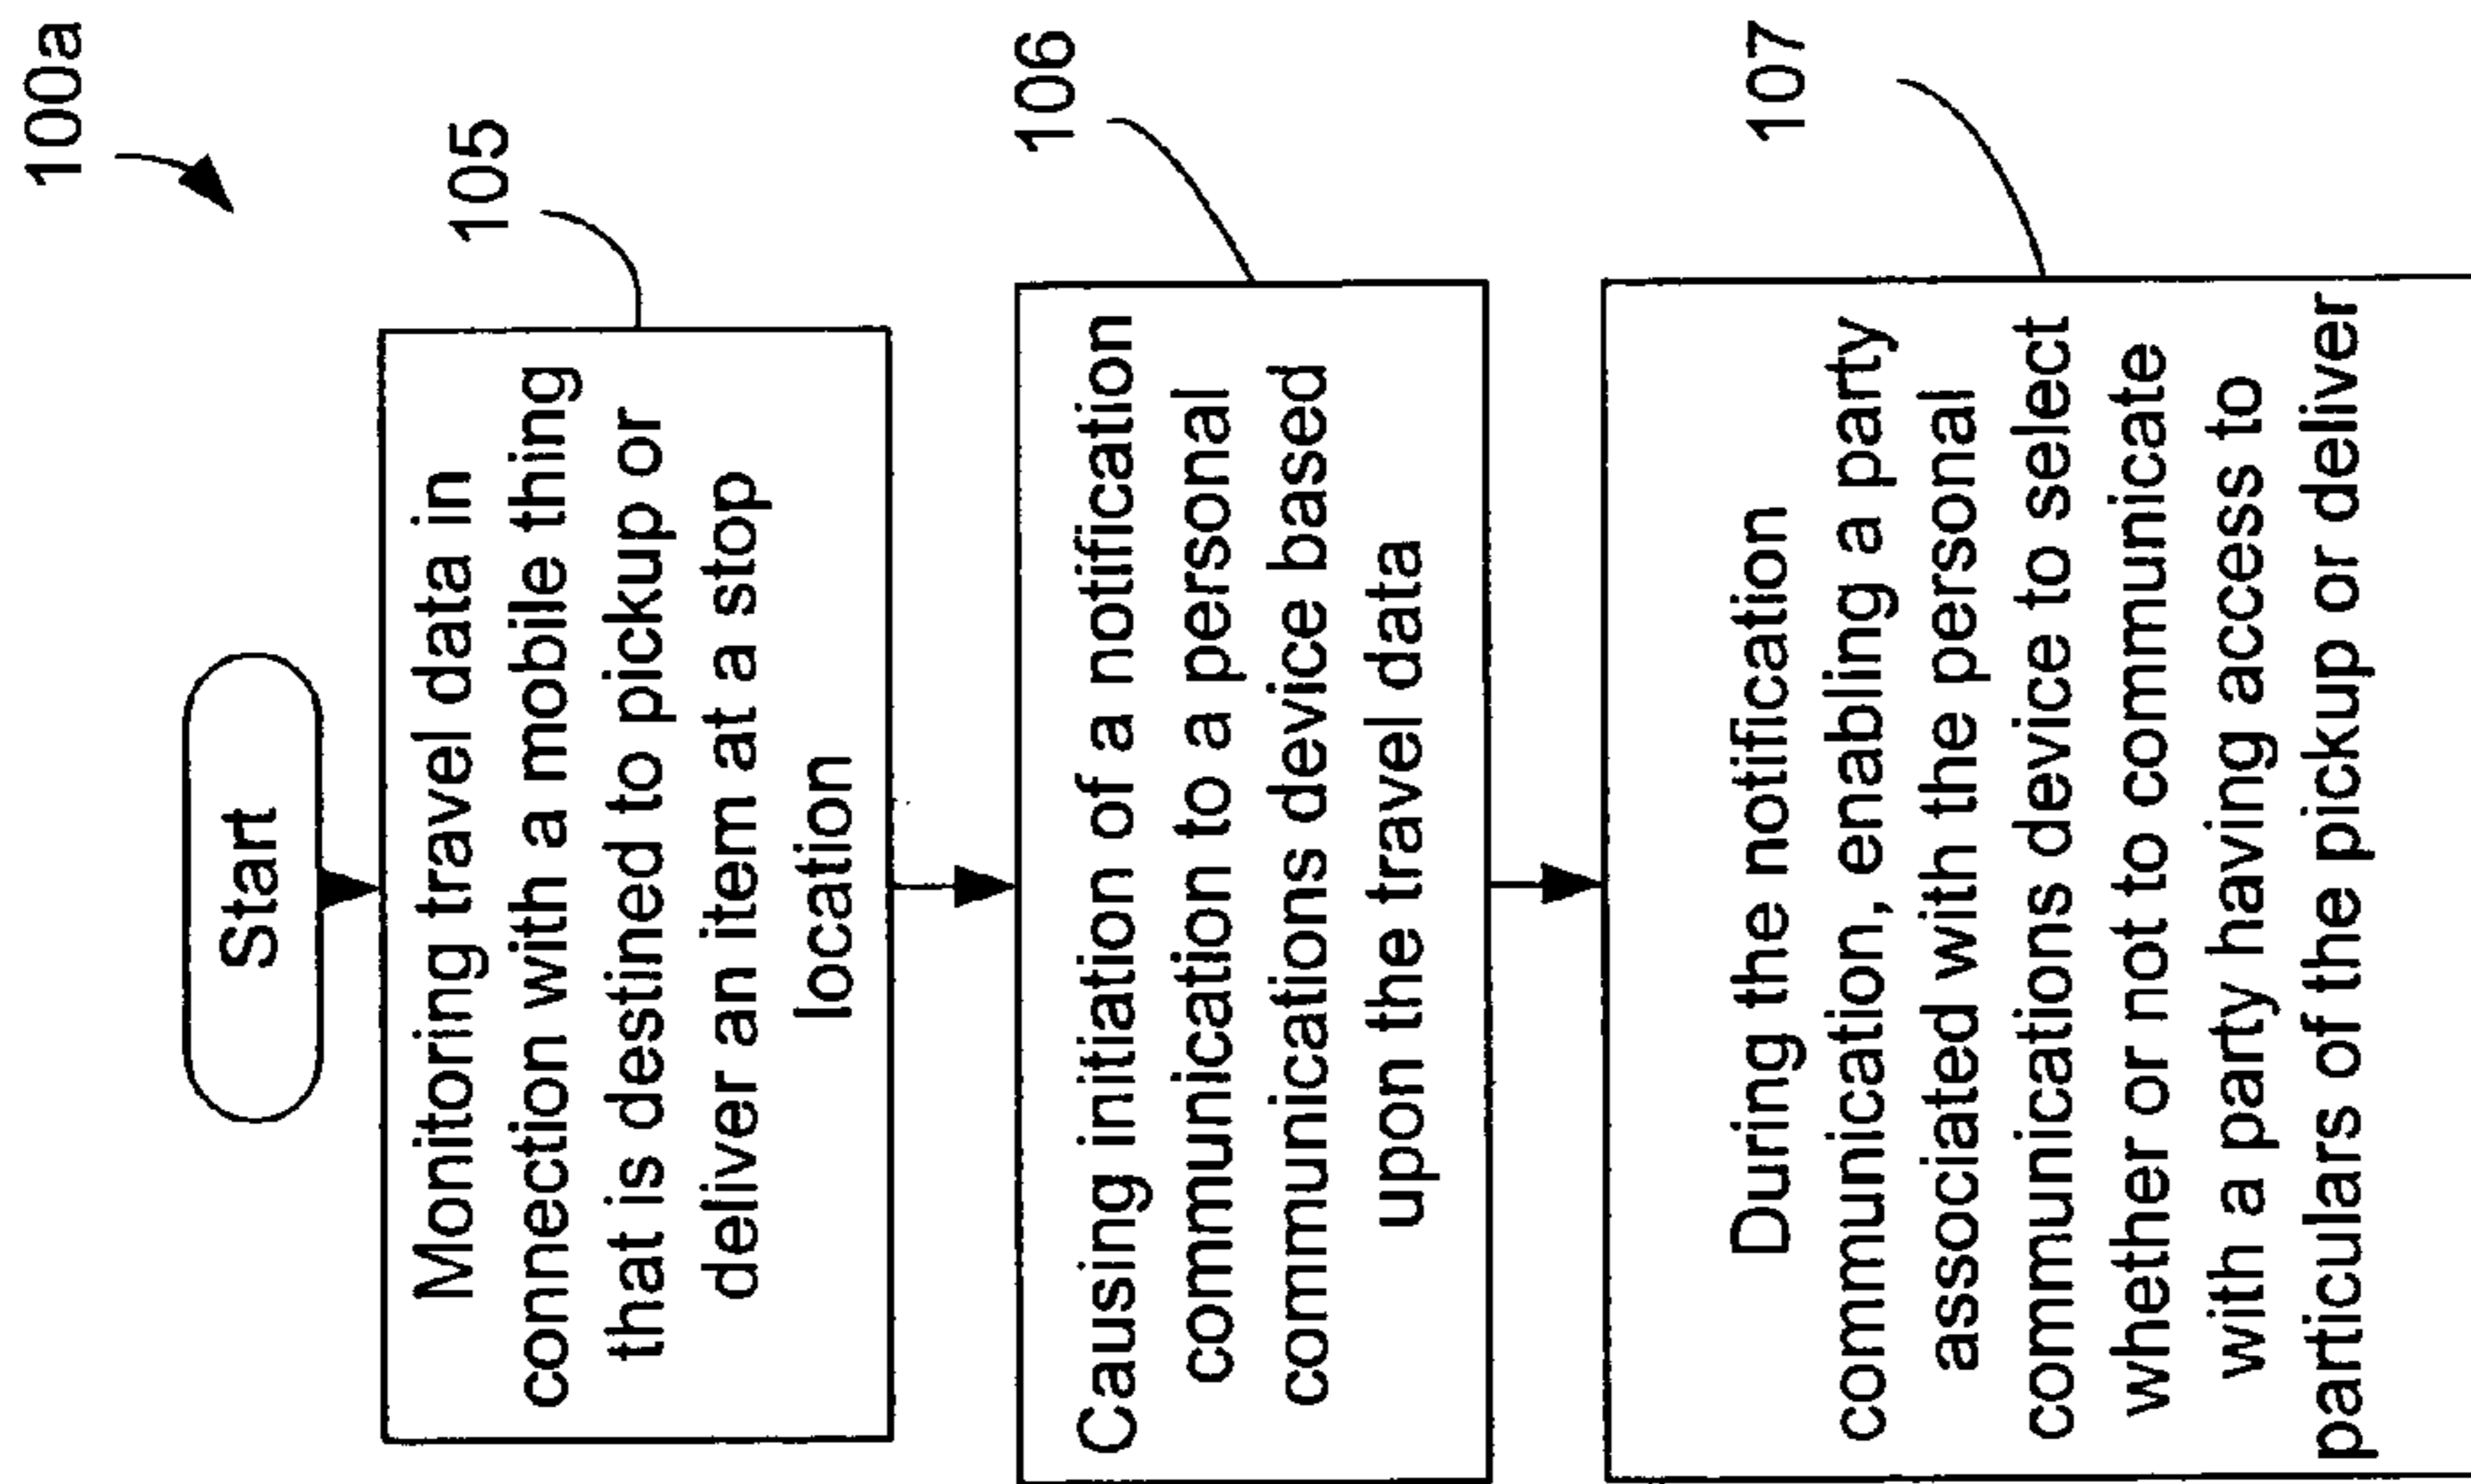 100a
Start
105
Monitoring travel data in
connection with a mobile thing
that is destined to pickup or
deliver an item at a stop
location
106
Causing initiation of a notification
communication to a personal
communications device based
upon the travel data
107
During the notification
communication, enabling a party
associated with the personal
communications device to select
whether or not to communicate
with a party having access to
particulars of the pickup or deliver